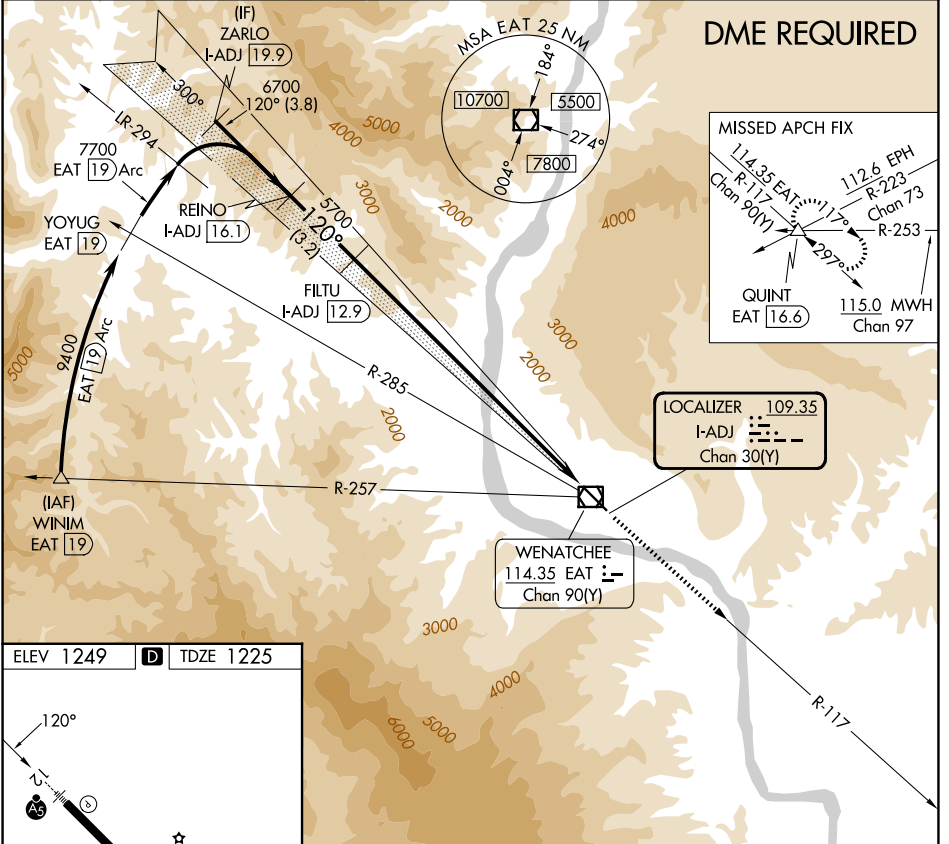 DME REQUIRED
(IF)
ZARLO
I-ADJ 19.9
6700
120° (3.8)
300°
LR-294
7700
EAT 19 Arc
YOYUG
EAT 19
REINO
I-ADJ 16.1
5700
120°
(3.2)
FILTU
I-ADJ 12.9
9400
EAT 19 Arc
(IAF)
WINIM
EAT 19
R-257
R-285
4000
5000
3000
2000
4000
3000
2000
5000
2000
3000
4000
5000
6000
MSA EAT 25 NM
184°
10700
5500
274°
004°
7800
MISSED APCH FIX
114.35 EAT
R-117
Chan 90(Y)
112.6 EPH
R-223
Chan 73
117°
R-253
297°
QUINT
EAT 16.6
115.0 MWH
Chan 97
LOCALIZER 109.35
I-ADJ
Chan 30(Y)
WENATCHEE
114.35 EAT
Chan 90(Y)
R-117
ELEV 1249 D TDZE 1225
120°
12
A5
P